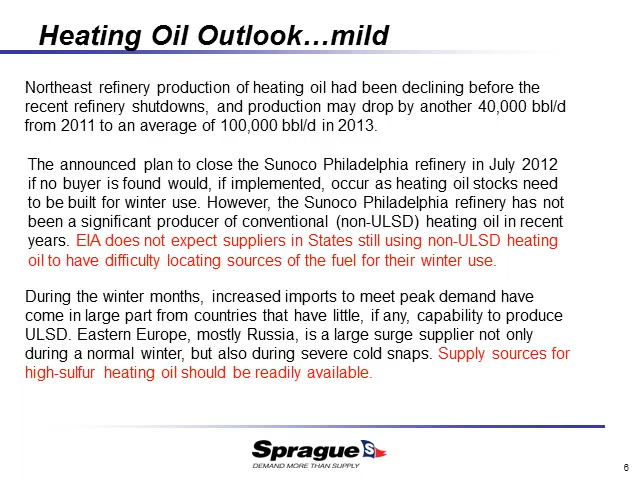 Heating Oil Outlook…mild
Northeast refinery production of heating oil had been declining before the
recent refinery shutdowns, and production may drop by another 40,000 bbl/d
from 2011 to an average of 100,000 bbl/d in 2013.
The announced plan to close the Sunoco Philadelphia refinery in July 2012
if no buyer is found would, if implemented, occur as heating oil stocks need
to be built for winter use. However, the Sunoco Philadelphia refinery has not
been a significant producer of conventional (non-ULSD) heating oil in recent
years. EIA does not expect suppliers in States still using non-ULSD heating
oil to have difficulty locating sources of the fuel for their winter use.
During the winter months, increased imports to meet peak demand have
come in large part from countries that have little, if any, capability to produce
ULSD. Eastern Europe, mostly Russia, is a large surge supplier not only
during a normal winter, but also during severe cold snaps. Supply sources for
high-sulfur heating oil should be readily available.
Sprague S
DEMAND MORE THAN SUPPLY
6